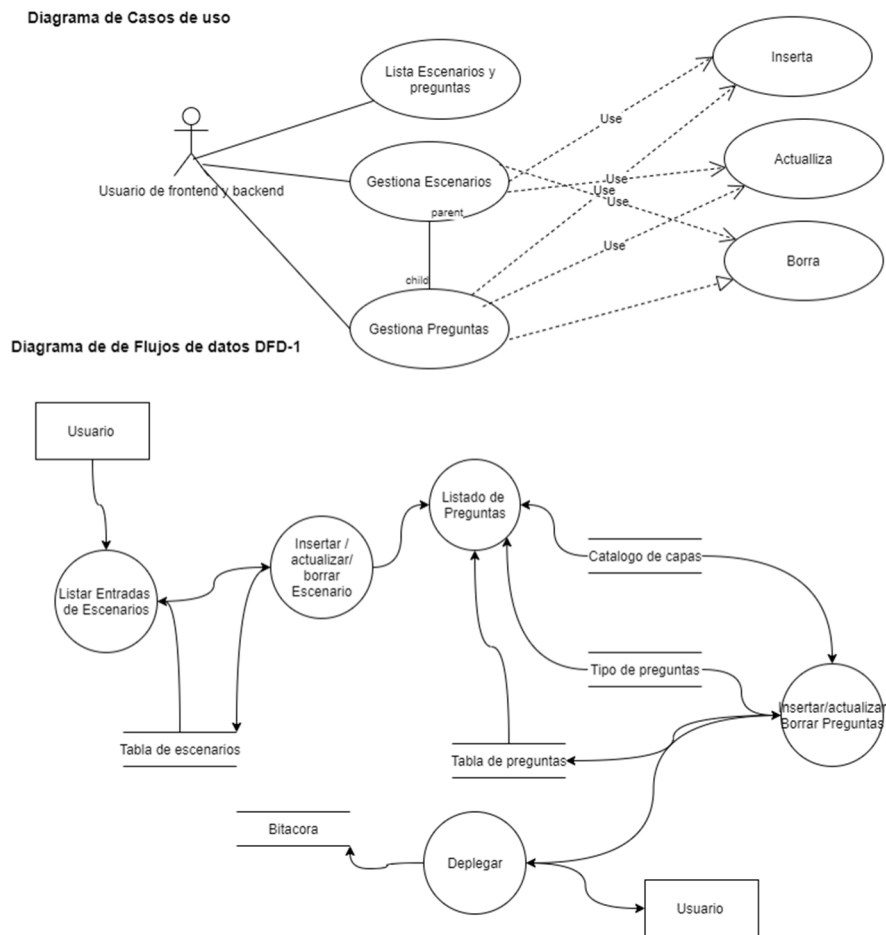 Diagrama de Casos de uso
Lista Escenarios y
preguntas
Inserta
Use
Usuario de frontend y backend
Gestiona Escenarios
Use
Use
Use
Actualliza
parent
Use
Borra
child
Gestiona Preguntas
Diagrama de de Flujos de datos DFD-1
Usuario
Listar Entradas
de Escenarios
Insertar /
actualizar/
borrar
Escenario
Listado de
Preguntas
Catalogo de capas
Tipo de preguntas
Insertar/actualizar
Borrar Preguntas
Tabla de escenarios
Tabla de preguntas
Bitacora
Deplegar
Usuario